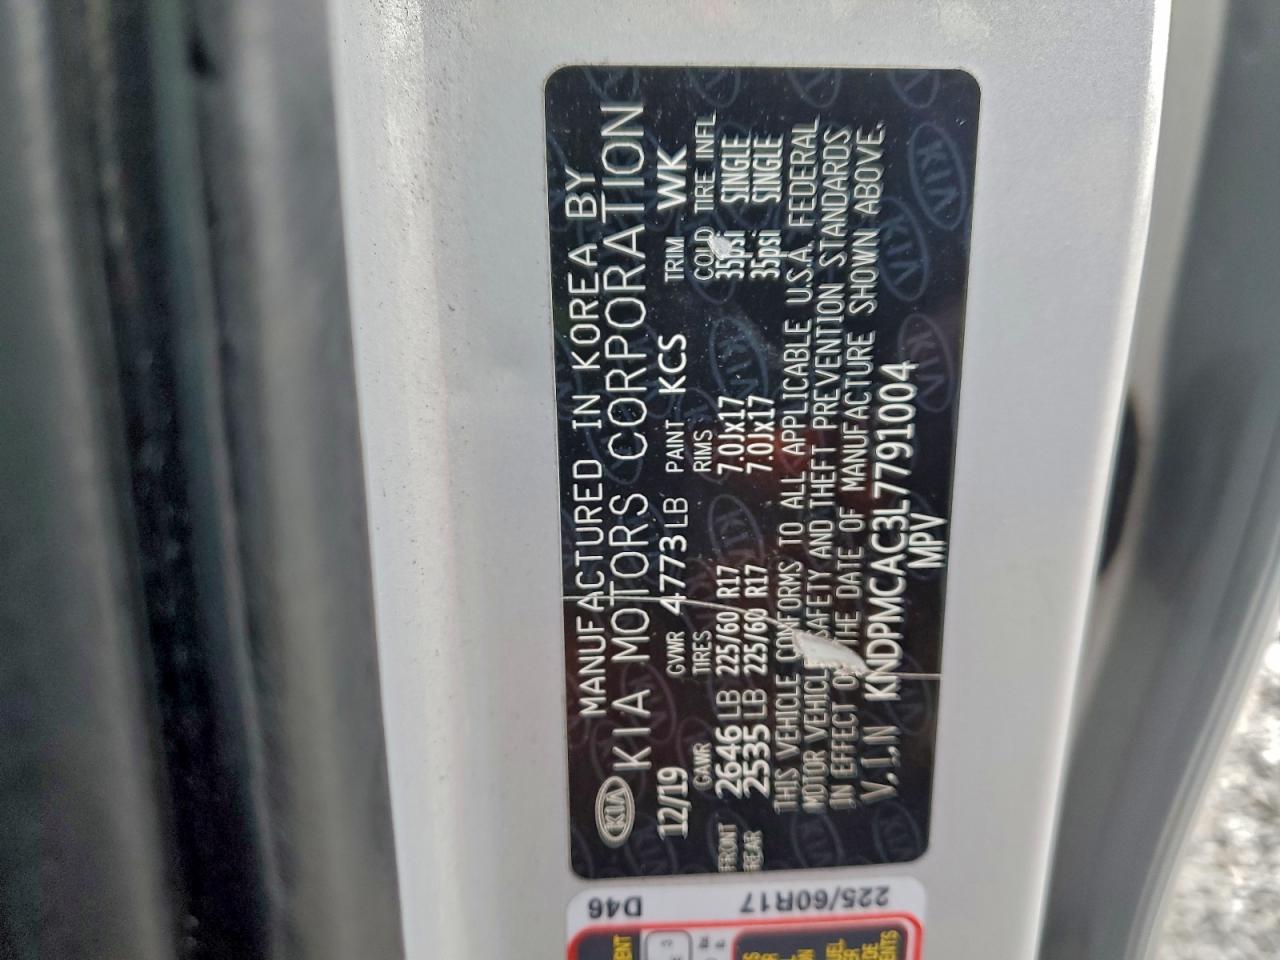 MANUFACTURED IN KOREA BY
KIA KIA MOTORS CORPORATION
12/19 GVWR 4773LB PAINT KCS TRIM WK
GAWR TIRES RIMS COLD TIRE INFL
FRONT 2646LB 225/60 R17 7.0Jx17 35psi SINGLE
REAR 2535LB 225/60 R17 7.0Jx17 35psi SINGLE
THIS VEHICLE CONFORMS TO ALL APPLICABLE U.S.A. FEDERAL
MOTOR VEHICLE SAFETY AND THEFT PREVENTION STANDARDS
IN EFFECT ON THE DATE OF MANUFACTURE SHOWN ABOVE.
V.I.N KNDPMCAC3L7791004
MPV
D46
225/60R17